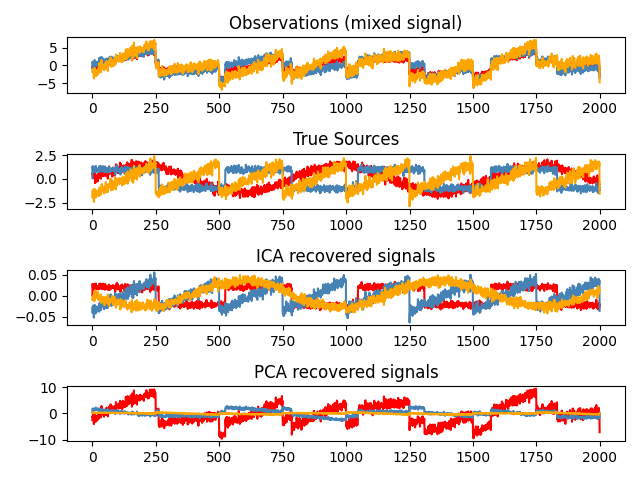 Observations (mixed signal)
5
0
−5
0 250 500 750 1000 1250 1500 1750 2000
True Sources
2.5
0.0
−2.5
0 250 500 750 1000 1250 1500 1750 2000
ICA recovered signals
0.05
0.00
−0.05
0 250 500 750 1000 1250 1500 1750 2000
PCA recovered signals
10
0
−10
0 250 500 750 1000 1250 1500 1750 2000